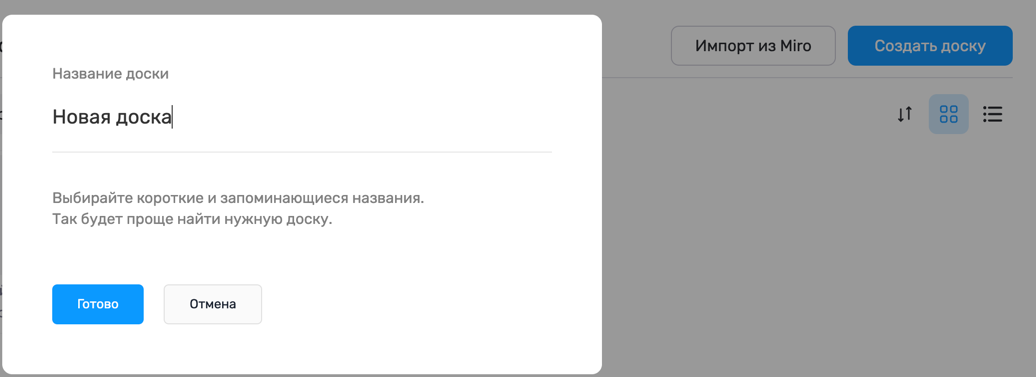 Импорт из Miro
Создать доску
Название доски
Новая доска
Выбирайте короткие и запоминающиеся названия.
Так будет проще найти нужную доску.
Готово
Отмена